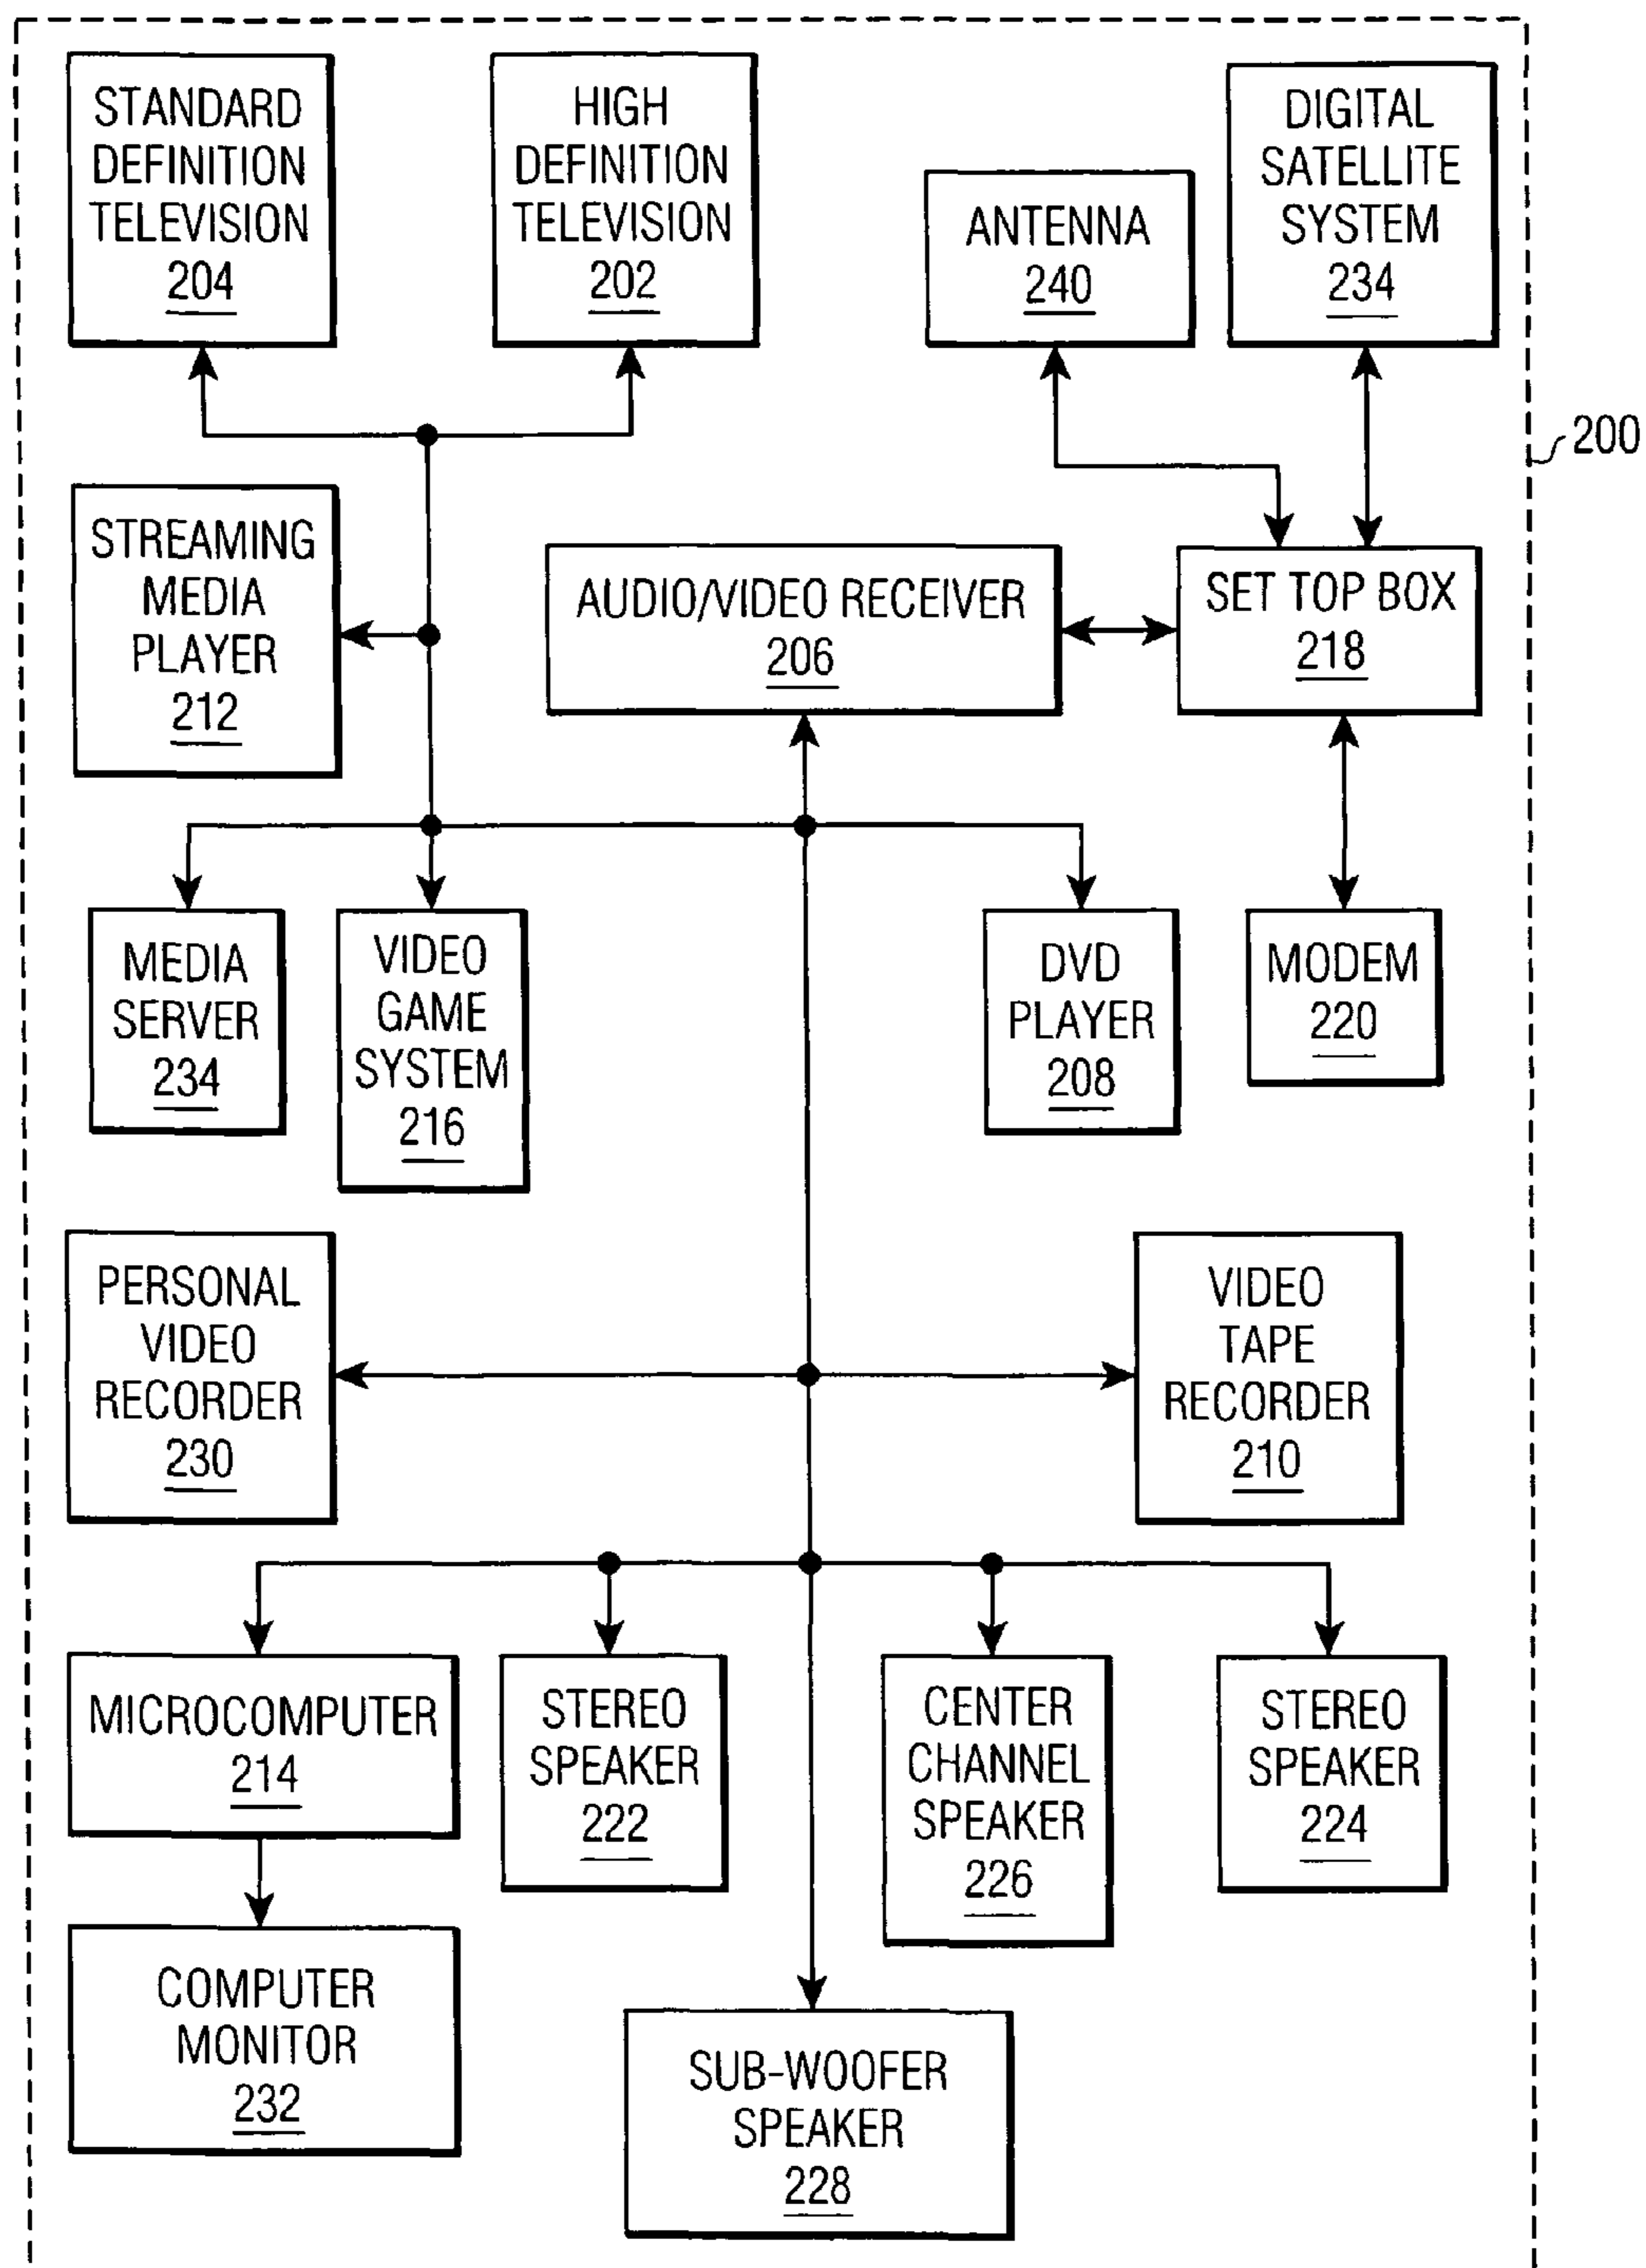 STANDARD
DEFINITION
TELEVISION
204
HIGH
DEFINITION
TELEVISION
202
ANTENNA
240
DIGITAL
SATELLITE
SYSTEM
234
200
STREAMING
MEDIA
PLAYER
212
AUDIO/VIDEO RECEIVER
206
SET TOP BOX
218
MEDIA
SERVER
234
VIDEO
GAME
SYSTEM
216
DVD
PLAYER
208
MODEM
220
PERSONAL
VIDEO
RECORDER
230
VIDEO
TAPE
RECORDER
210
MICROCOMPUTER
214
STEREO
SPEAKER
222
CENTER
CHANNEL
SPEAKER
226
STEREO
SPEAKER
224
COMPUTER
MONITOR
232
SUB-WOOFER
SPEAKER
228